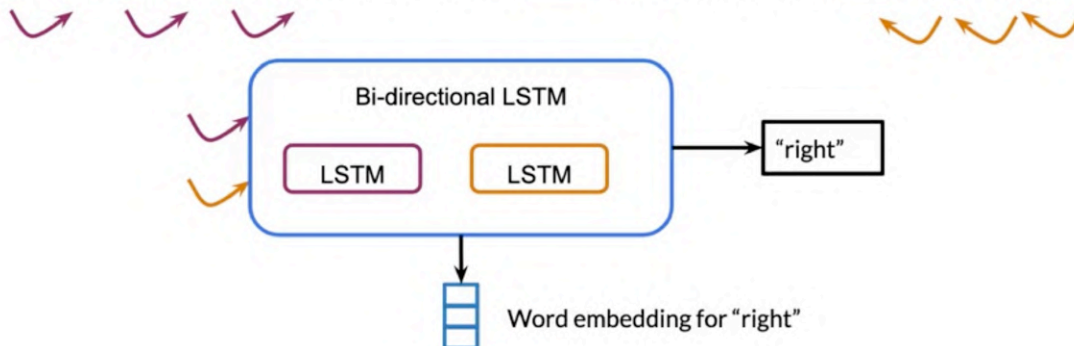 Bi-directional LSTM
LSTM
LSTM
“right”
Word embedding for “right”